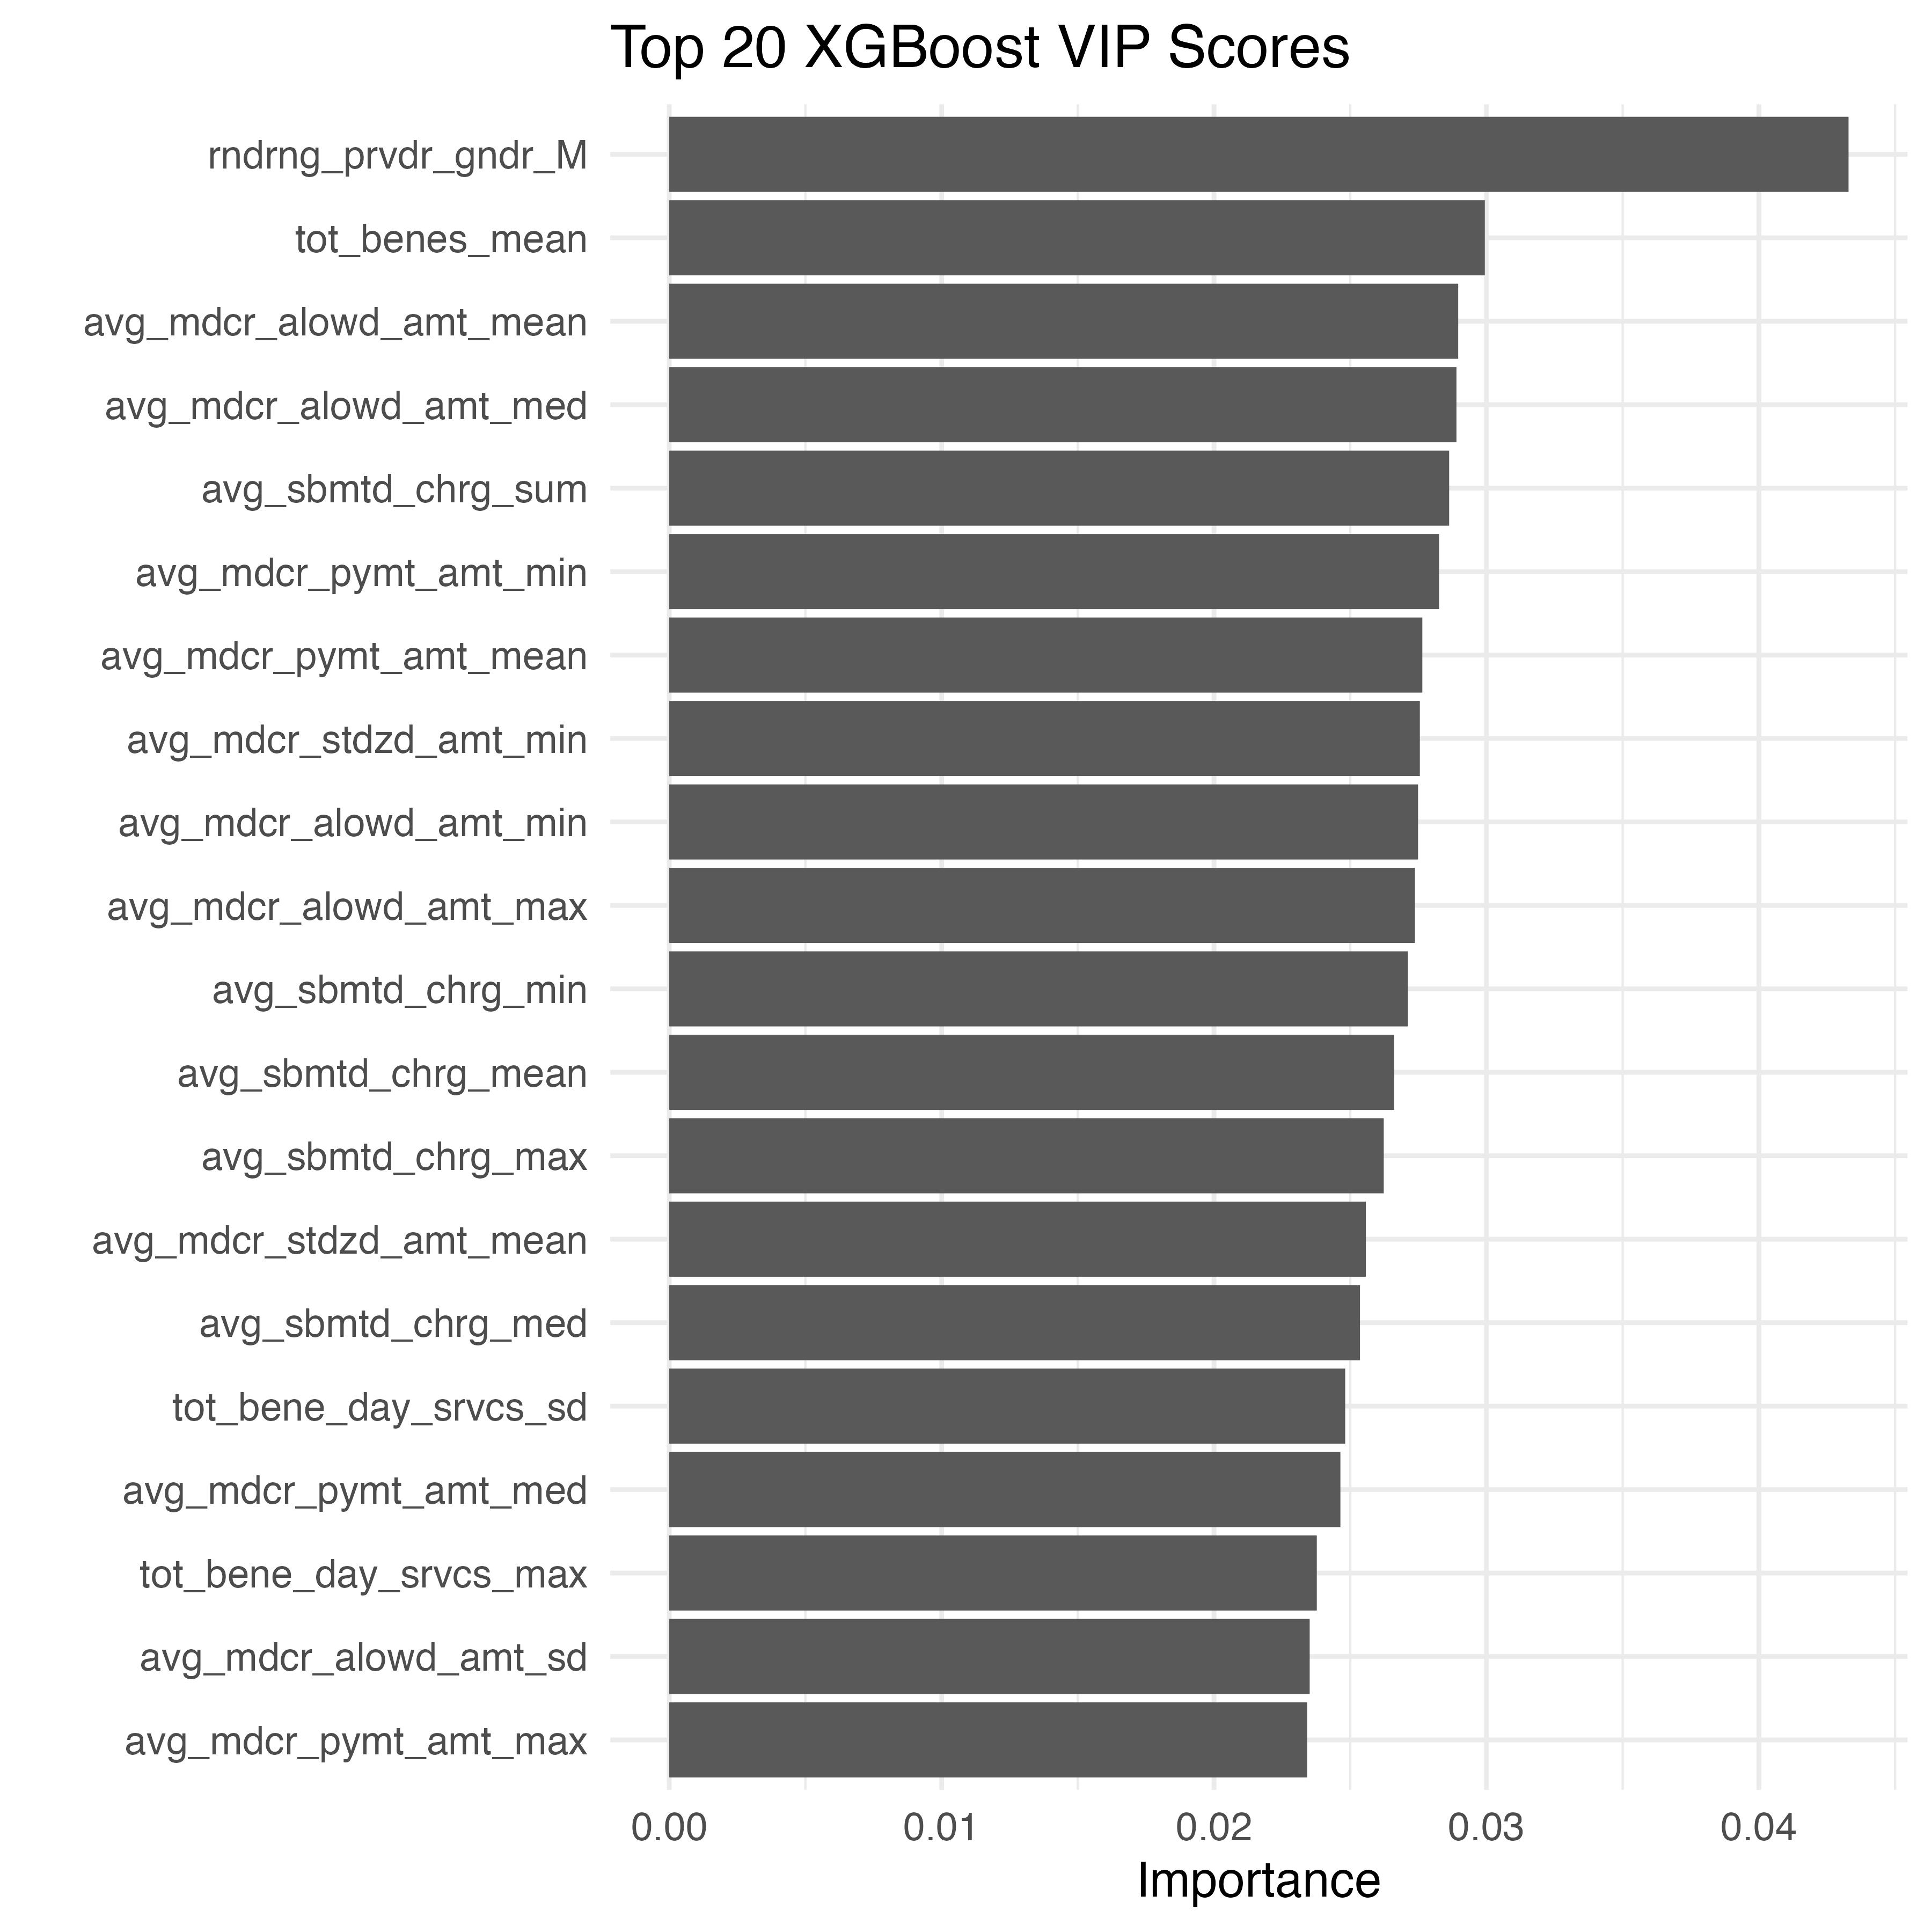 Top 20 XGBoost VIP Scores
rndrng_prvdr_gndr_M
tot_benes_mean
avg_mdcr_alowd_amt_mean
avg_mdcr_alowd_amt_med
avg_sbmtd_chrg_sum
avg_mdcr_pymt_amt_min
avg_mdcr_pymt_amt_mean
avg_mdcr_stdzd_amt_min
avg_mdcr_alowd_amt_min
avg_mdcr_alowd_amt_max
avg_sbmtd_chrg_min
avg_sbmtd_chrg_mean
avg_sbmtd_chrg_max
avg_mdcr_stdzd_amt_mean
avg_sbmtd_chrg_med
tot_bene_day_srvcs_sd
avg_mdcr_pymt_amt_med
tot_bene_day_srvcs_max
avg_mdcr_alowd_amt_sd
avg_mdcr_pymt_amt_max
0.00 0.01 0.02 0.03 0.04
Importance